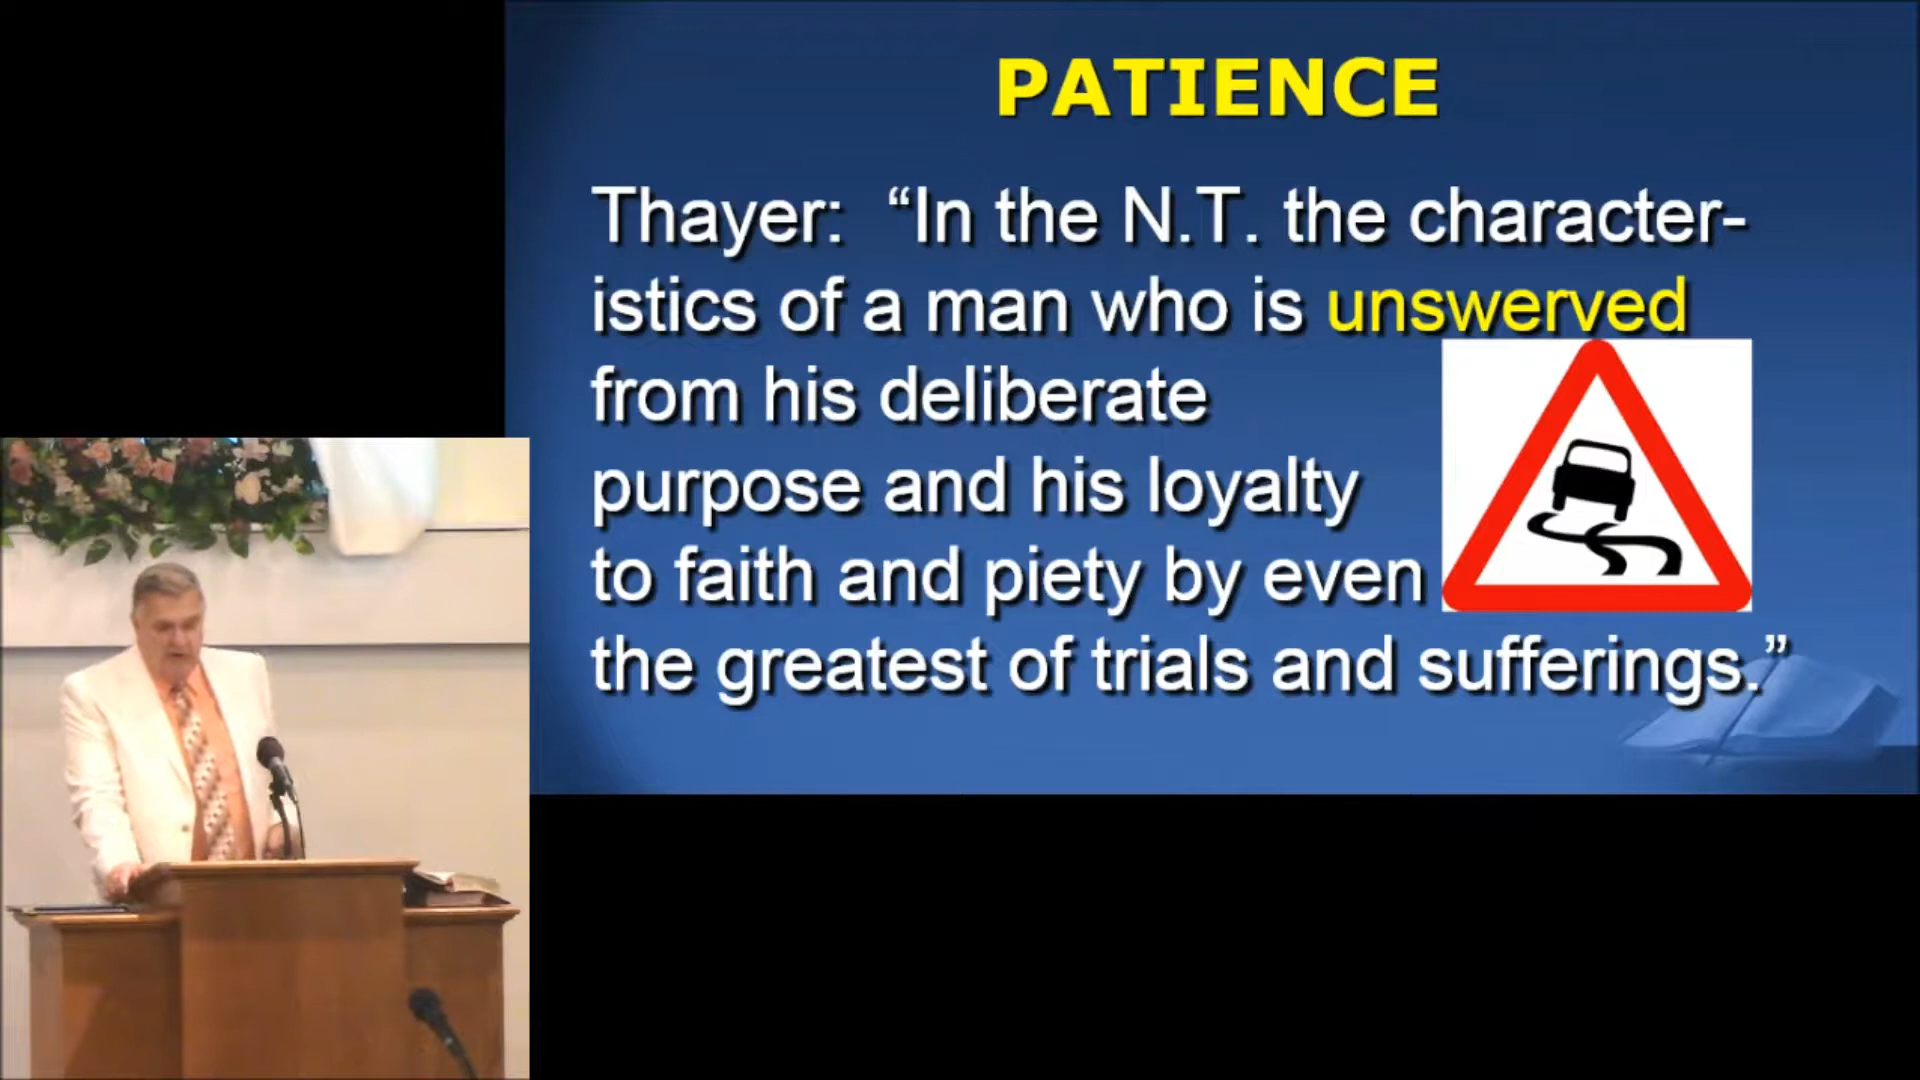 PATIENCE
Thayer:  “In the N.T. the character-
istics of a man who is unswerved
from his deliberate
purpose and his loyalty
to faith and piety by even
the greatest of trials and sufferings.”